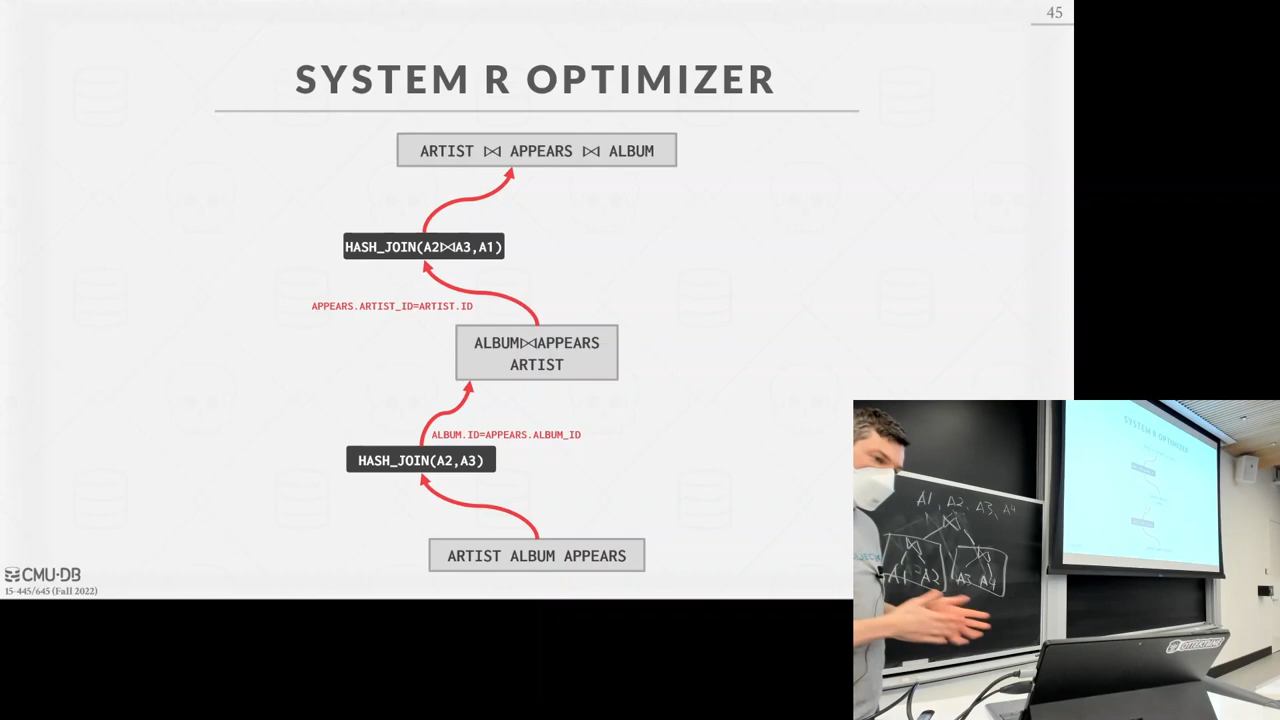 45
SYSTEM R OPTIMIZER
ARTIST ⋈ APPEARS ⋈ ALBUM
HASH_JOIN(A2⋈A3,A1)
APPEARS.ARTIST_ID=ARTIST.ID
ALBUM⋈APPEARS
ARTIST
ALBUM.ID=APPEARS.ALBUM_ID
HASH_JOIN(A2,A3)
ARTIST ALBUM APPEARS
CMU·DB
15-445/645 (Fall 2022)
A1, A2, A3, A4
⋈
⋈ ⋈
A1 A2 A3 A4
SYSTEM R OPTIMIZER